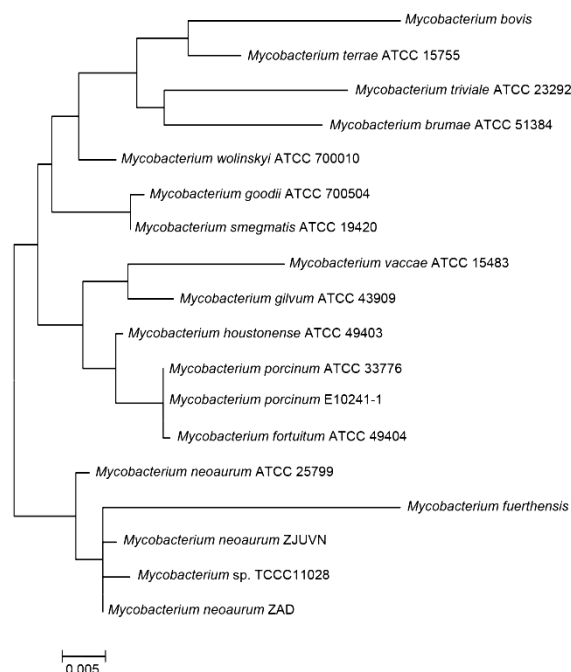 Mycobacterium bovis
Mycobacterium terrae ATCC 15755
Mycobacterium triviale ATCC 23292
Mycobacterium brumae ATCC 51384
Mycobacterium wolinskyi ATCC 700010
Mycobacterium goodii ATCC 700504
Mycobacterium smegmatis ATCC 19420
Mycobacterium vaccae ATCC 15483
Mycobacterium gilvum ATCC 43909
Mycobacterium houstonense ATCC 49403
Mycobacterium porcinum ATCC 33776
Mycobacterium porcinum E10241-1
Mycobacterium fortuitum ATCC 49404
Mycobacterium neoaurum ATCC 25799
Mycobacterium fuerthensis
Mycobacterium neoaurum ZJUVN
Mycobacterium sp. TCCC11028
Mycobacterium neoaurum ZAD
0.005